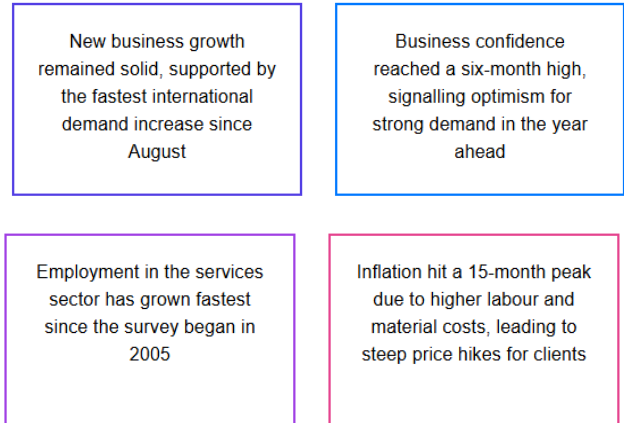 New business growth
remained solid, supported by
the fastest international
demand increase since
August
Business confidence
reached a six-month high,
signalling optimism for
strong demand in the year
ahead
Employment in the services
sector has grown fastest
since the survey began in
2005
Inflation hit a 15-month peak
due to higher labour and
material costs, leading to
steep price hikes for clients